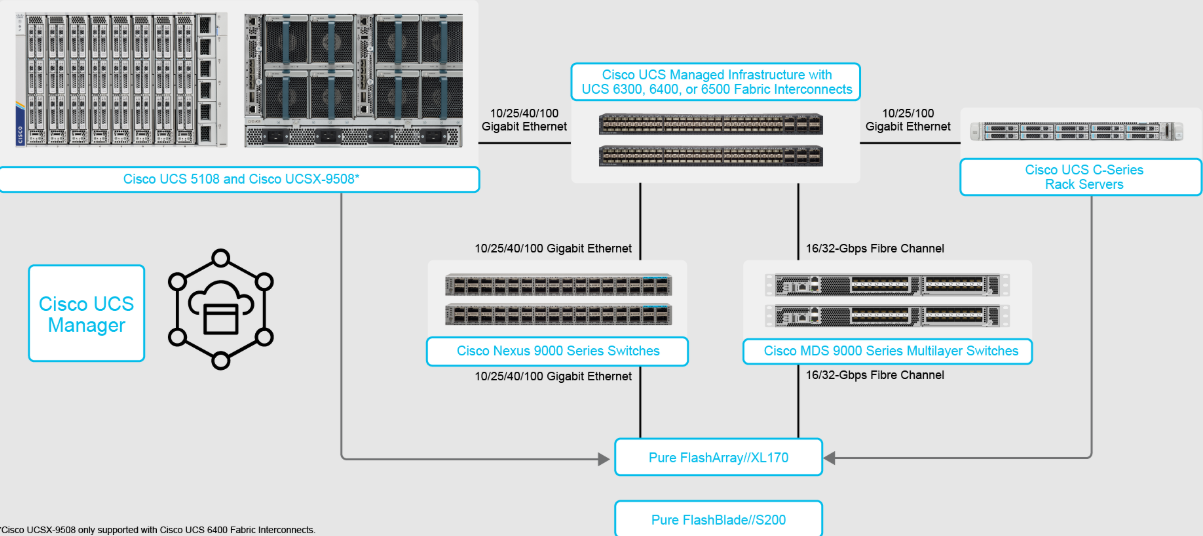 CISCO
Cisco UCS Managed Infrastructure with
UCS 6300, 6400, or 6500 Fabric Interconnects
10/25/40/100
Gigabit Ethernet
10/25/100
Gigabit Ethernet
Cisco UCS 5108 and Cisco UCSX-9508*
Cisco UCS C-Series
Rack Servers
10/25/40/100 Gigabit Ethernet
16/32-Gbps Fibre Channel
Cisco UCS
Manager
Cisco Nexus 9000 Series Switches
Cisco MDS 9000 Series Multilayer Switches
10/25/40/100 Gigabit Ethernet
16/32-Gbps Fibre Channel
Pure FlashArray//XL170
Pure FlashBlade//S200
*Cisco UCSX-9508 only supported with Cisco UCS 6400 Fabric Interconnects.